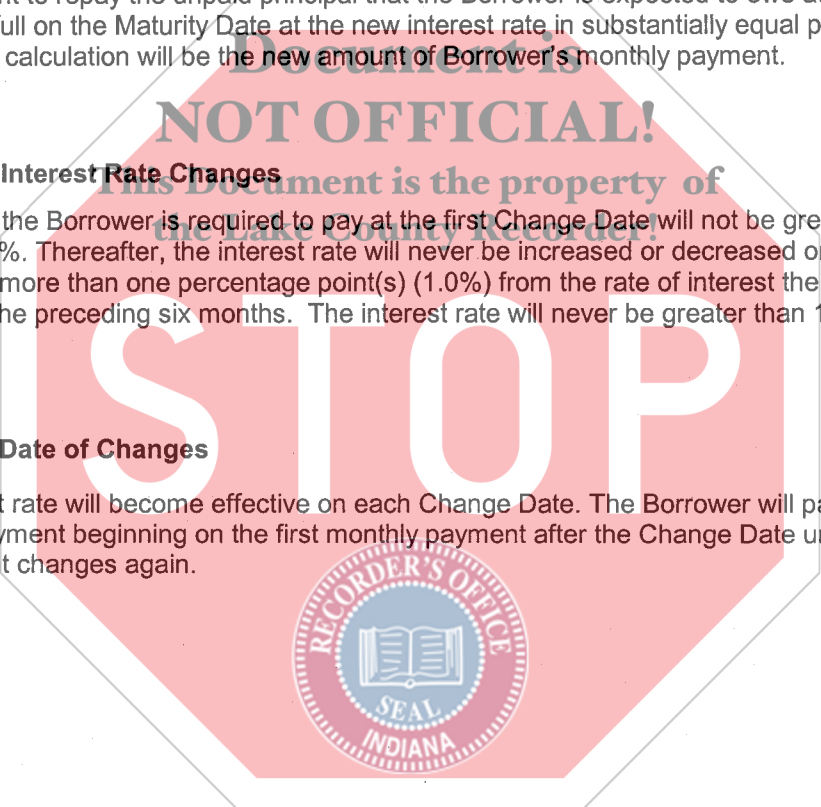 to repay the unpaid principal that the Borrower is expected to owe
full on the Maturity Date at the new interest rate in substantially equal
calculation will be the new amount of Borrower's monthly payment.
Document is
NOT OFFICIAL!
Interest Rate Changes
This Document is the property of
the Lake County Recorder!
the Borrower is required to pay at the first Change Date will not be
%. Thereafter, the interest rate will never be increased or decreased
more than one percentage point(s) (1.0%) from the rate of interest the
he preceding six months. The interest rate will never be greater than
STOP
Date of Changes
t rate will become effective on each Change Date. The Borrower will
yment beginning on the first monthly payment after the Change Date
t changes again.
RECORDER'S OFFICE
SEAL
INDIANA